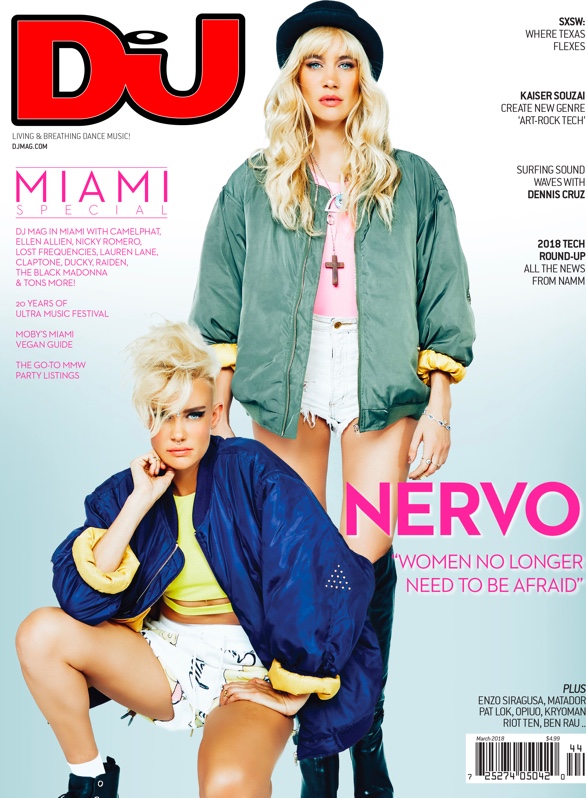 DJ
LIVING & BREATHING DANCE MUSIC!
DJMAG.COM
MIAMI
SPECIAL
DJ MAG IN MIAMI WITH CAMELPHAT,
ELLEN ALLIEN, NICKY ROMERO,
LOST FREQUENCIES, LAUREN LANE,
CLAPTONE, DUCKY, RAIDEN,
THE BLACK MADONNA
& TONS MORE!
20 YEARS OF
ULTRA MUSIC FESTIVAL
MOBY'S MIAMI
VEGAN GUIDE
THE GO-TO MMW
PARTY LISTINGS
SXSW:
WHERE TEXAS
FLEXES
KAISER SOUZAI
CREATE NEW GENRE
'ART-ROCK TECH'
SURFING SOUND
WAVES WITH
DENNIS CRUZ
2018 TECH
ROUND-UP
ALL THE NEWS
FROM NAMM
NERVO
'WOMEN NO LONGER
NEED TO BE AFRAID"
PLUS
ENZO SIRAGUSA, MATADOR
PAT LOK, OPIUO, KRYOMAN
RIOT TEN, BEN RAU ..
March 2018 $4.99
44
7 25274 05042 0